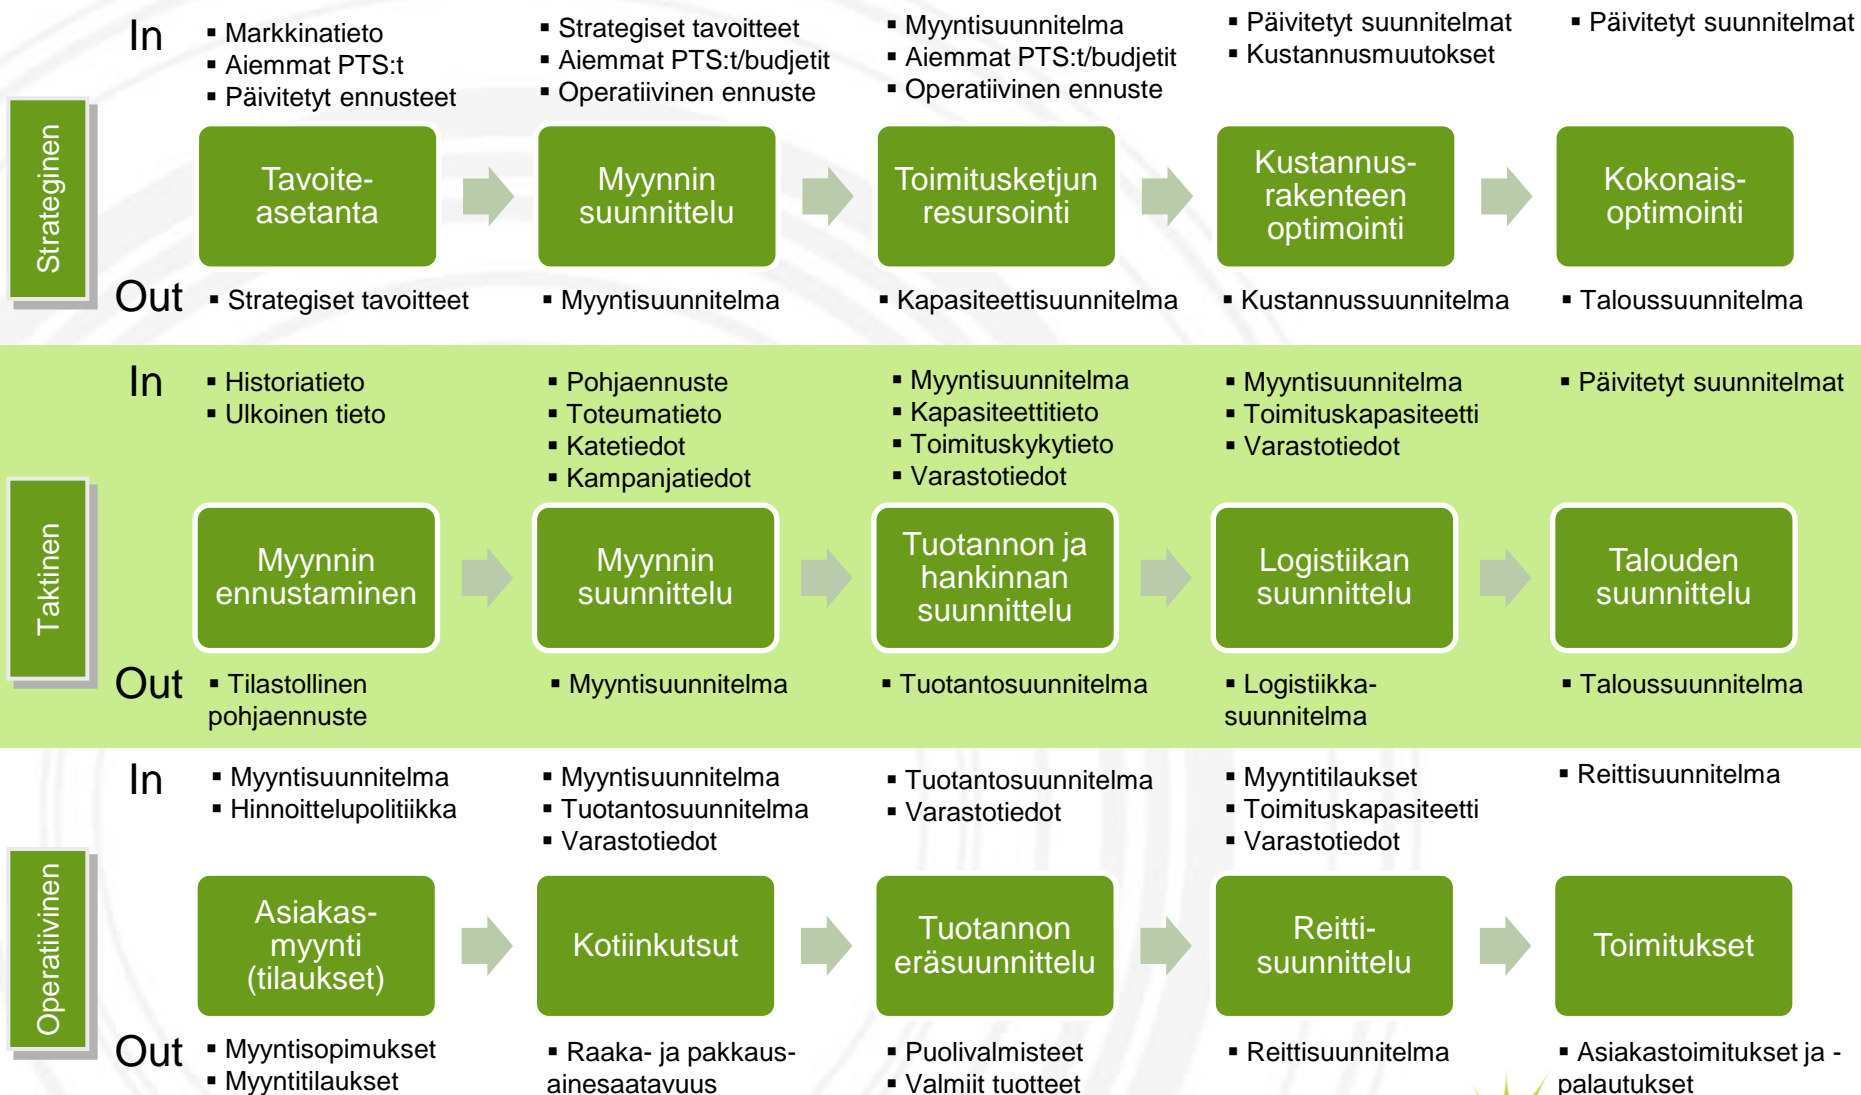 In
▪ Markkinatieto
▪ Aiemmat PTS:t
▪ Päivitetyt ennusteet
▪ Strategiset tavoitteet
▪ Aiemmat PTS:t/budjetit
▪ Operatiivinen ennuste
▪ Myyntisuunnitelma
▪ Aiemmat PTS:t/budjetit
▪ Operatiivinen ennuste
▪ Päivitetyt suunnitelmat
▪ Kustannusmuutokset
▪ Päivitetyt suunnitelmat
Strateginen
Tavoite-
asetanta
Myynnin
suunnittelu
Toimitusketjun
resursointi
Kustannus-
rakenteen
optimointi
Kokonais-
optimointi
Out
▪ Strategiset tavoitteet
▪ Myyntisuunnitelma
▪ Kapasiteettisuunnitelma
▪ Kustannussuunnitelma
▪ Taloussuunnitelma
In
▪ Historiatieto
▪ Ulkoinen tieto
▪ Pohjaennuste
▪ Toteumatieto
▪ Katetiedot
▪ Kampanjatiedot
▪ Myyntisuunnitelma
▪ Kapasiteettitieto
▪ Toimituskykytieto
▪ Varastotiedot
▪ Myyntisuunnitelma
▪ Toimituskapasiteetti
▪ Varastotiedot
▪ Päivitetyt suunnitelmat
Taktinen
Myynnin
ennustaminen
Myynnin
suunnittelu
Tuotannon ja
hankinnan
suunnittelu
Logistiikan
suunnittelu
Talouden
suunnittelu
Out
▪ Tilastollinen
pohjaennuste
▪ Myyntisuunnitelma
▪ Tuotantosuunnitelma
▪ Logistiikka-
suunnitelma
▪ Taloussuunnitelma
In
▪ Myyntisuunnitelma
▪ Hinnoittelupolitiikka
▪ Myyntisuunnitelma
▪ Tuotantosuunnitelma
▪ Varastotiedot
▪ Tuotantosuunnitelma
▪ Varastotiedot
▪ Myyntitilaukset
▪ Toimituskapasiteetti
▪ Varastotiedot
▪ Reittisuunnitelma
Operatiivinen
Asiakas-
myynti
(tilaukset)
Kotiinkutsut
Tuotannon
eräsuunnittelu
Reitti-
suunnittelu
Toimitukset
Out
▪ Myyntisopimukset
▪ Myyntitilaukset
▪ Raaka- ja pakkaus-
ainesaatavuus
▪ Puolivalmisteet
▪ Valmiit tuotteet
▪ Reittisuunnitelma
▪ Asiakastoimitukset ja -
palautukset